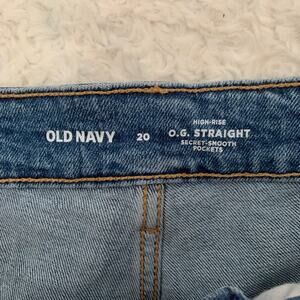 OLD NAVY 20
HIGH-RISE
O.G. STRAIGHT
SECRET-SMOOTH
POCKETS